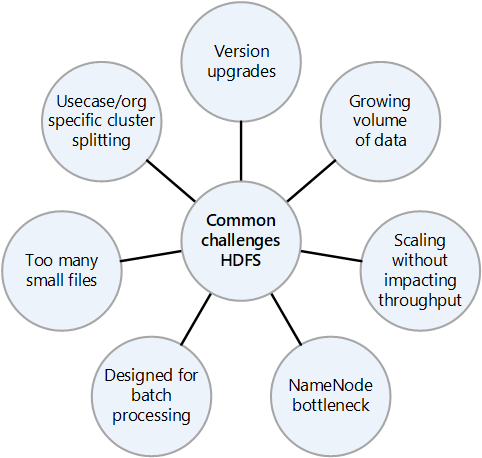 Version
upgrades
Usecase/org
specific cluster
splitting
Growing
volume
of data
Common
challenges
HDFS
Too many
small files
Scaling
without
impacting
throughput
Designed for
batch
processing
NameNode
bottleneck